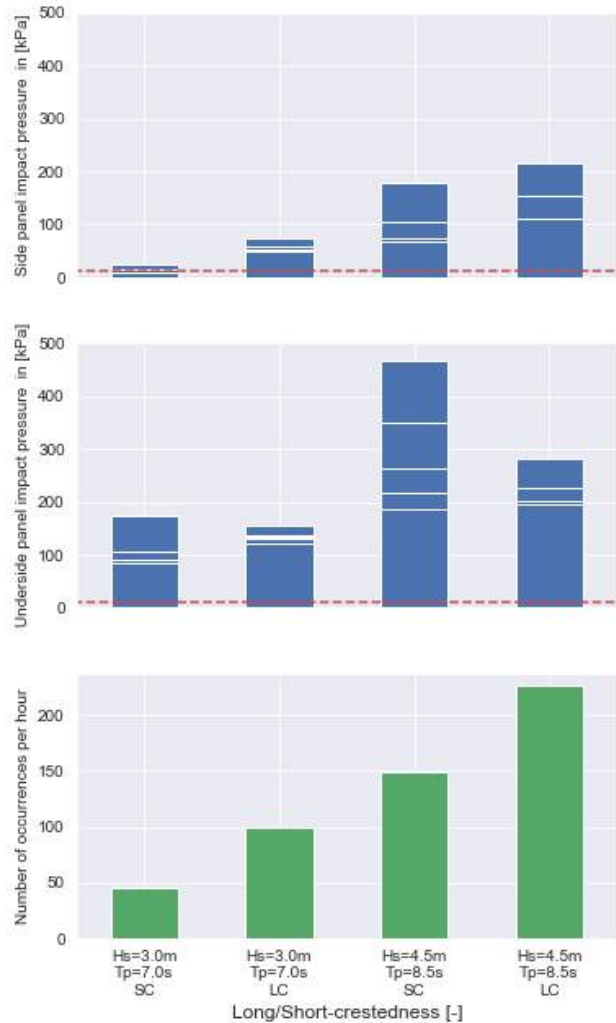 500
400
300
200
100
0
Side panel impact pressure in [kPa]
500
400
300
200
100
0
Underside panel impact pressure in [kPa]
200
150
100
50
0
Number of occurrences per hour
Hs=3.0m Hs=3.0m Hs=4.5m Hs=4.5m
Tp=7.0s Tp=7.0s Tp=8.5s Tp=8.5s
SC LC SC LC
Long/Short-crestedness [-]